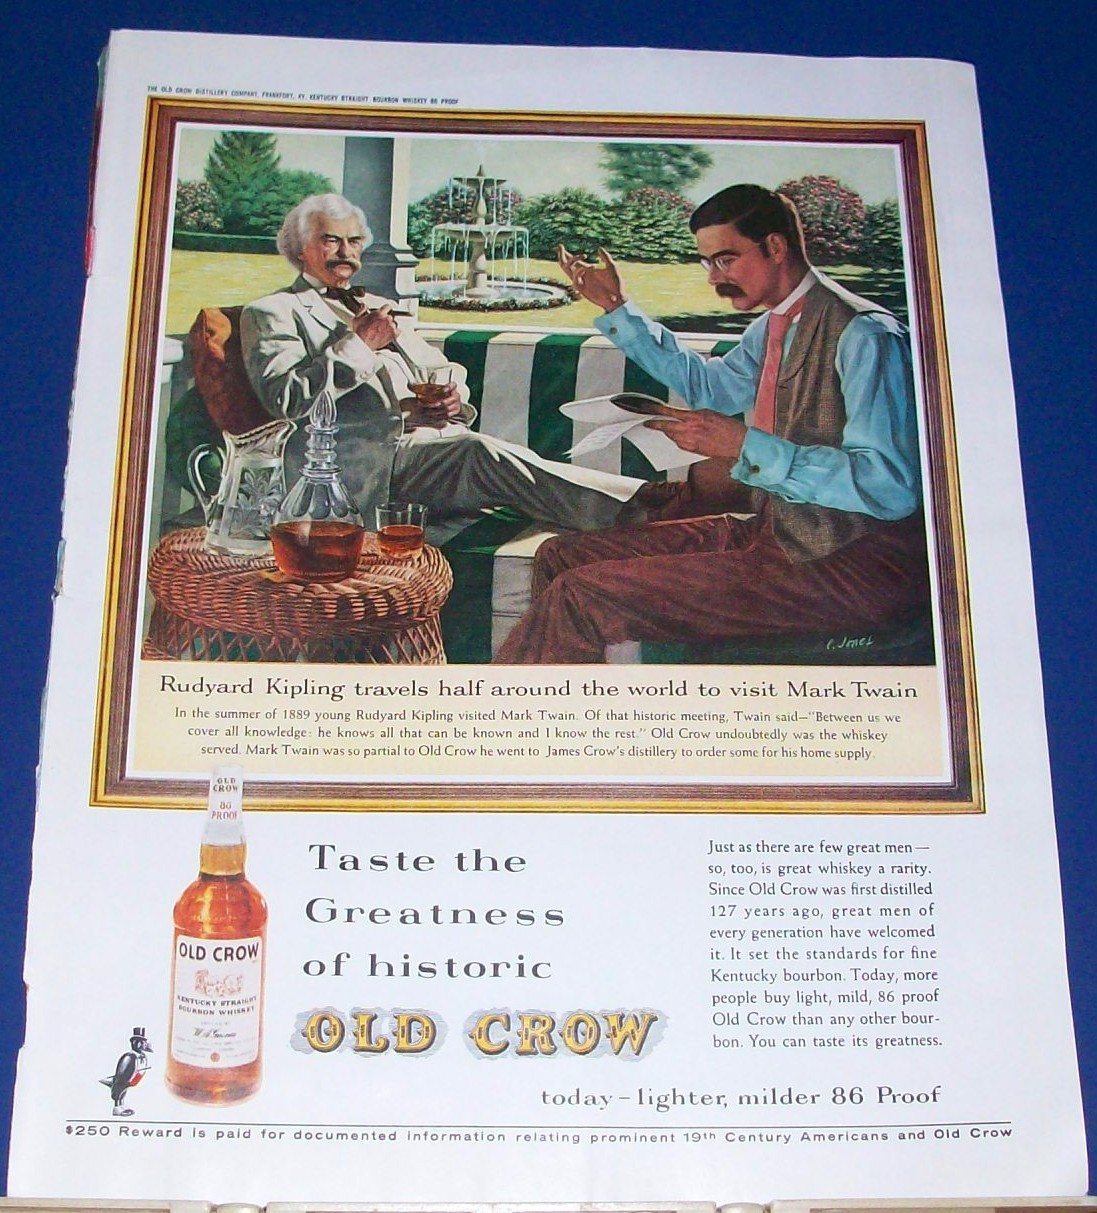 THE OLD CROW DISTILLERY COMPANY, FRANKFORT, KY. KENTUCKY STRAIGHT BOURBON WHISKEY 86 PROOF
C. Jones
Rudyard Kipling travels half around the world to visit Mark Twain
In the summer of 1889 young Rudyard Kipling visited Mark Twain. Of that historic meeting, Twain said—"Between us we
cover all knowledge: he knows all that can be known and I know the rest." Old Crow undoubtedly was the whiskey
served. Mark Twain was so partial to Old Crow he went to James Crow's distillery to order some for his home supply.
OLD
CROW
86
PROOF
OLD CROW
KENTUCKY STRAIGHT
BOURBON WHISKEY
Taste the
Greatness
of historic
OLD CROW
Just as there are few great men—
so, too, is great whiskey a rarity.
Since Old Crow was first distilled
127 years ago, great men of
every generation have welcomed
it. It set the standards for fine
Kentucky bourbon. Today, more
people buy light, mild, 86 proof
Old Crow than any other bour-
bon. You can taste its greatness.
today – lighter, milder 86 Proof
$250 Reward is paid for documented information relating prominent 19th Century Americans and Old Crow